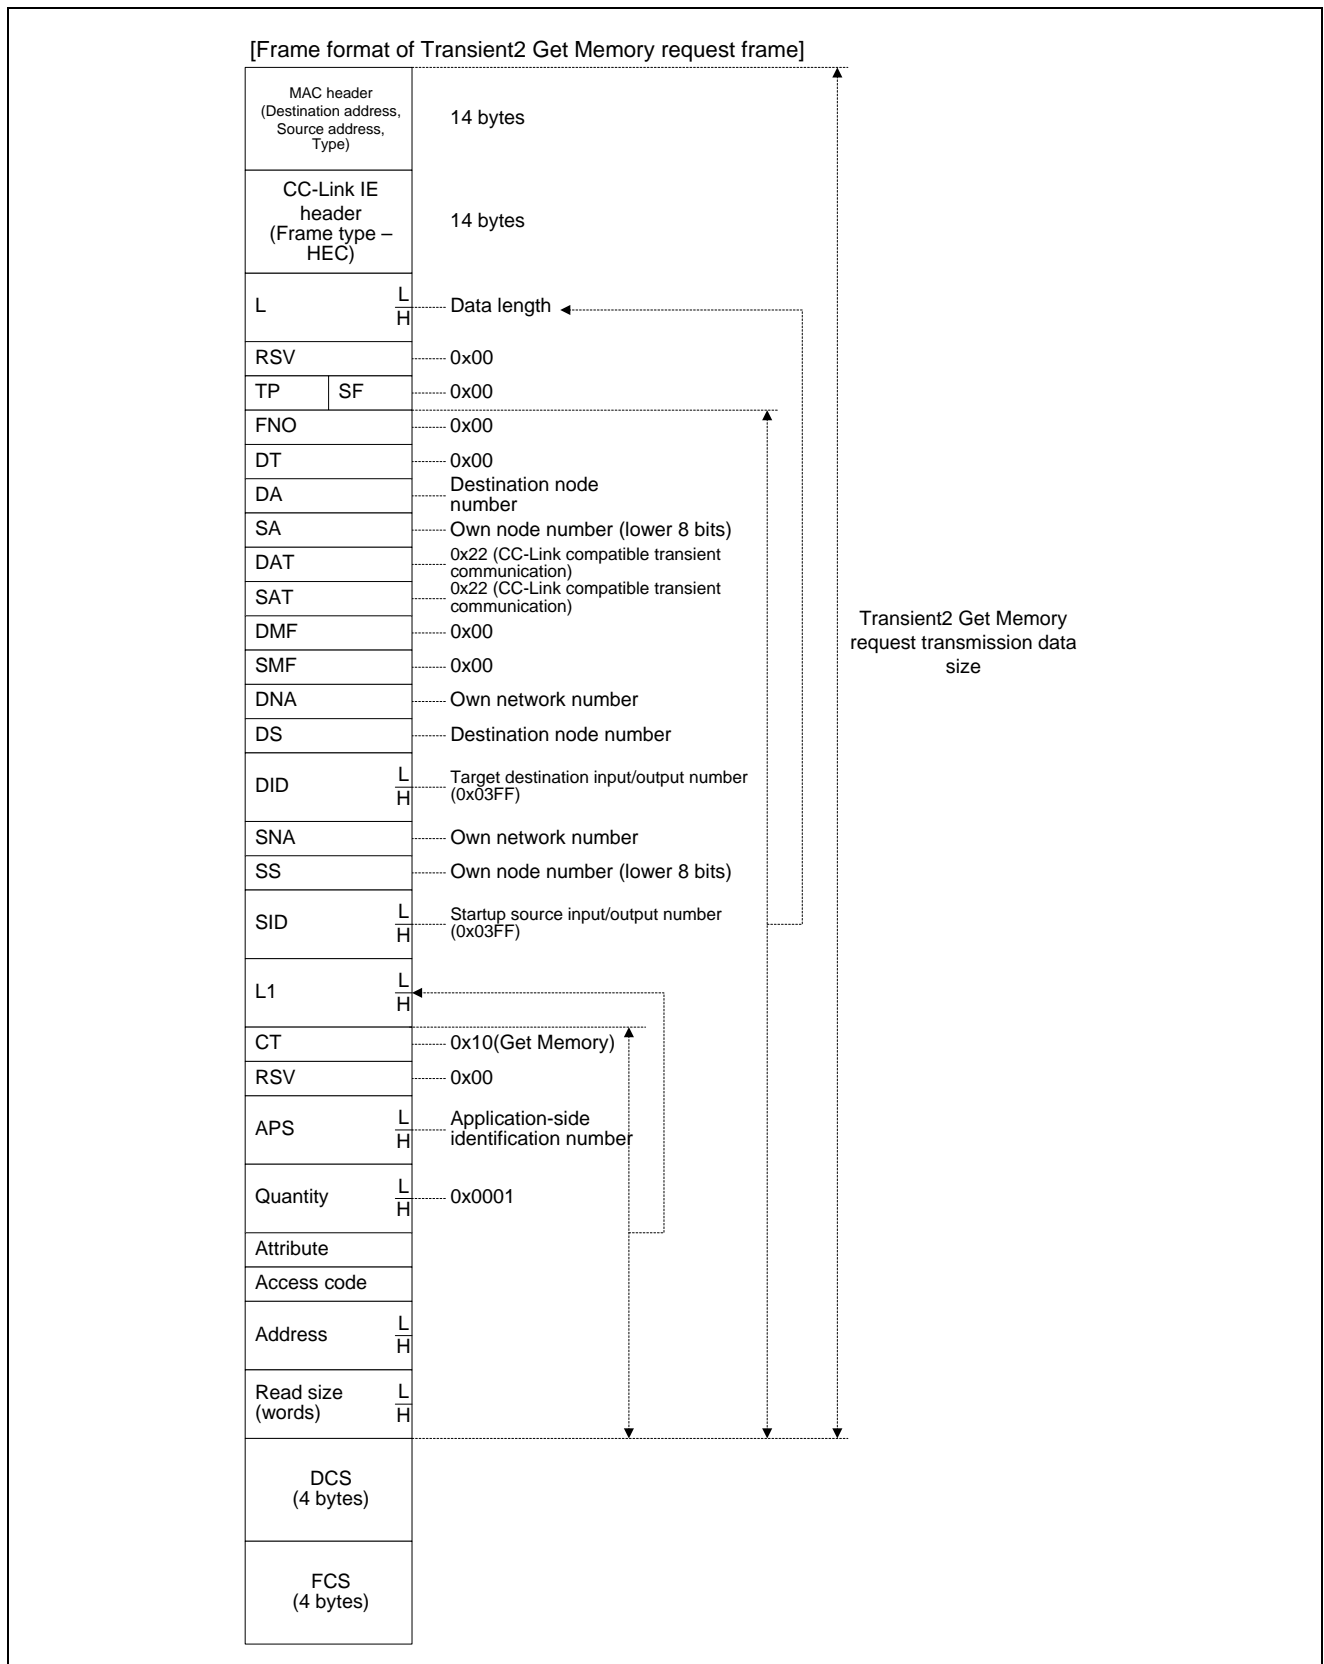 [Frame format of Transient2 Get Memory request frame]
MAC header
(Destination address,
Source address,
Type)
14 bytes
CC-Link IE
header
(Frame type –
HEC)
14 bytes
L
L
H
Data length
RSV
0x00
TP
SF
0x00
FNO
0x00
DT
0x00
DA
Destination node
number
SA
Own node number (lower 8 bits)
DAT
0x22 (CC-Link compatible transient
communication)
SAT
0x22 (CC-Link compatible transient
communication)
DMF
0x00
SMF
0x00
Transient2 Get Memory
request transmission data
size
DNA
Own network number
DS
Destination node number
DID
L
H
Target destination input/output number
(0x03FF)
SNA
Own network number
SS
Own node number (lower 8 bits)
SID
L
H
Startup source input/output number
(0x03FF)
L1
L
H
CT
0x10(Get Memory)
RSV
0x00
APS
L
H
Application-side
identification number
Quantity
L
H
0x0001
Attribute
Access code
Address
L
H
Read size
(words)
L
H
DCS
(4 bytes)
FCS
(4 bytes)